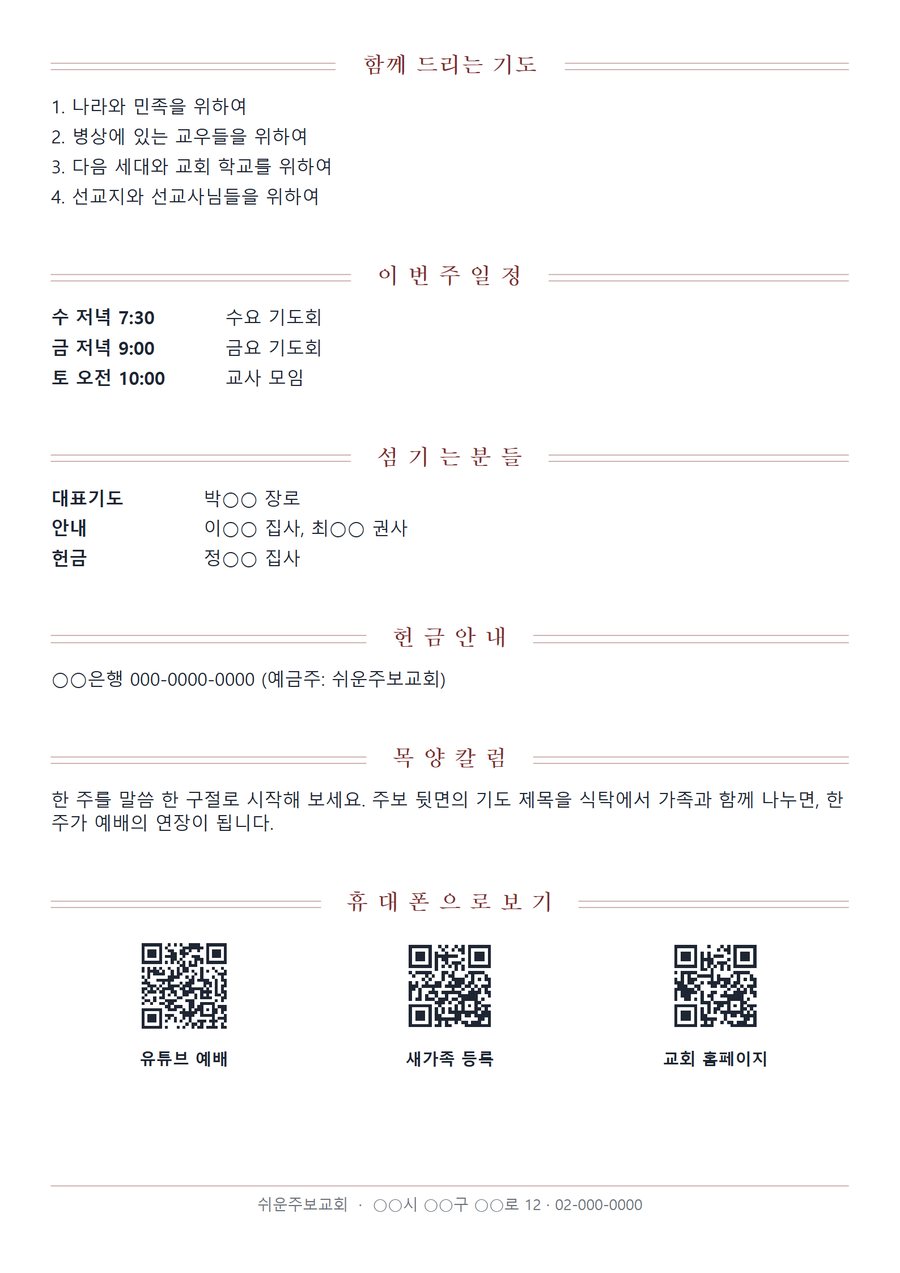 함께 드리는 기도
1. 나라와 민족을 위하여
2. 병상에 있는 교우들을 위하여
3. 다음 세대와 교회 학교를 위하여
4. 선교지와 선교사님들을 위하여
이 번 주 일 정
수 저녁 7:30 수요 기도회
금 저녁 9:00 금요 기도회
토 오전 10:00 교사 모임
섬 기 는 분 들
대표기도 박○○ 장로
안내 이○○ 집사, 최○○ 권사
헌금 정○○ 집사
헌 금 안 내
○○은행 000-0000-0000 (예금주: 쉬운주보교회)
목 양 칼 럼
한 주를 말씀 한 구절로 시작해 보세요. 주보 뒷면의 기도 제목을 식탁에서 가족과 함께 나누면, 한
주가 예배의 연장이 됩니다.
휴 대 폰 으 로 보 기
유튜브 예배
새가족 등록
교회 홈페이지
쉬운주보교회 · ○○시 ○○구 ○○로 12 · 02-000-0000